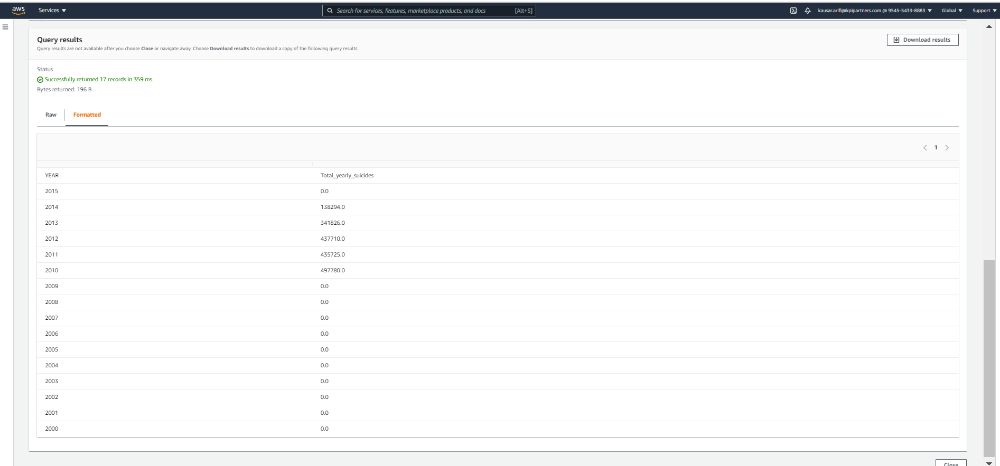 aws Services ▼ Search for services, features, marketplace products, and docs [Alt+S] kausar.arifi@kpipartners.com @ 9545-5433-8883 ▼ Global ▼ Support ▼
Query results
Download results
Query results are not available after you choose Close or navigate away. Choose Download results to download a copy of the following query results.
Status
Successfully returned 17 records in 359 ms
Bytes returned: 196 B
Raw Formatted
< 1 >
YEAR Total_yearly_suicides
2015 0.0
2014 138294.0
2013 341826.0
2012 437710.0
2011 435725.0
2010 497780.0
2009 0.0
2008 0.0
2007 0.0
2006 0.0
2005 0.0
2004 0.0
2003 0.0
2002 0.0
2001 0.0
2000 0.0
Close